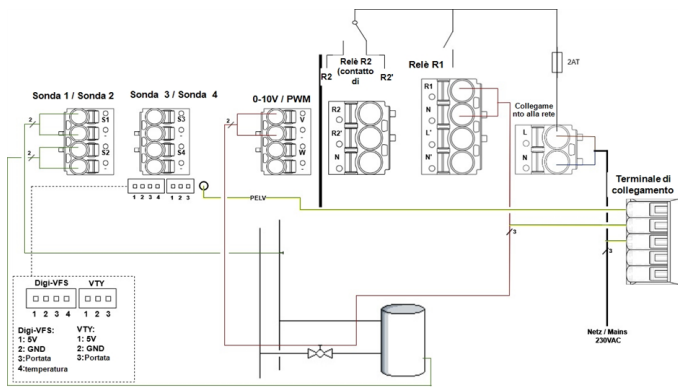 Relè R2
(contatto
di
R2
R2'
Relè R1
2AT
Sonda 1 / Sonda 2
Sonda 3 / Sonda 4
0-10V / PWM
Collegame
nto alla rete
S1
-
S2
-
S3
-
S4
-
V
-
W
-
R2
R2'
N
R1
N
L'
N'
L
N
2
2
2
1 2 3 4
1 2 3
PELV
Terminale di
collegamento
3
3
Digi-VFS
VTY
1 2 3 4
1 2 3
Digi-VFS:
1: 5V
2: GND
3:Portata
4:temperatura
VTY:
1: 5V
2: GND
3:Portata
Netz / Mains
230VAC